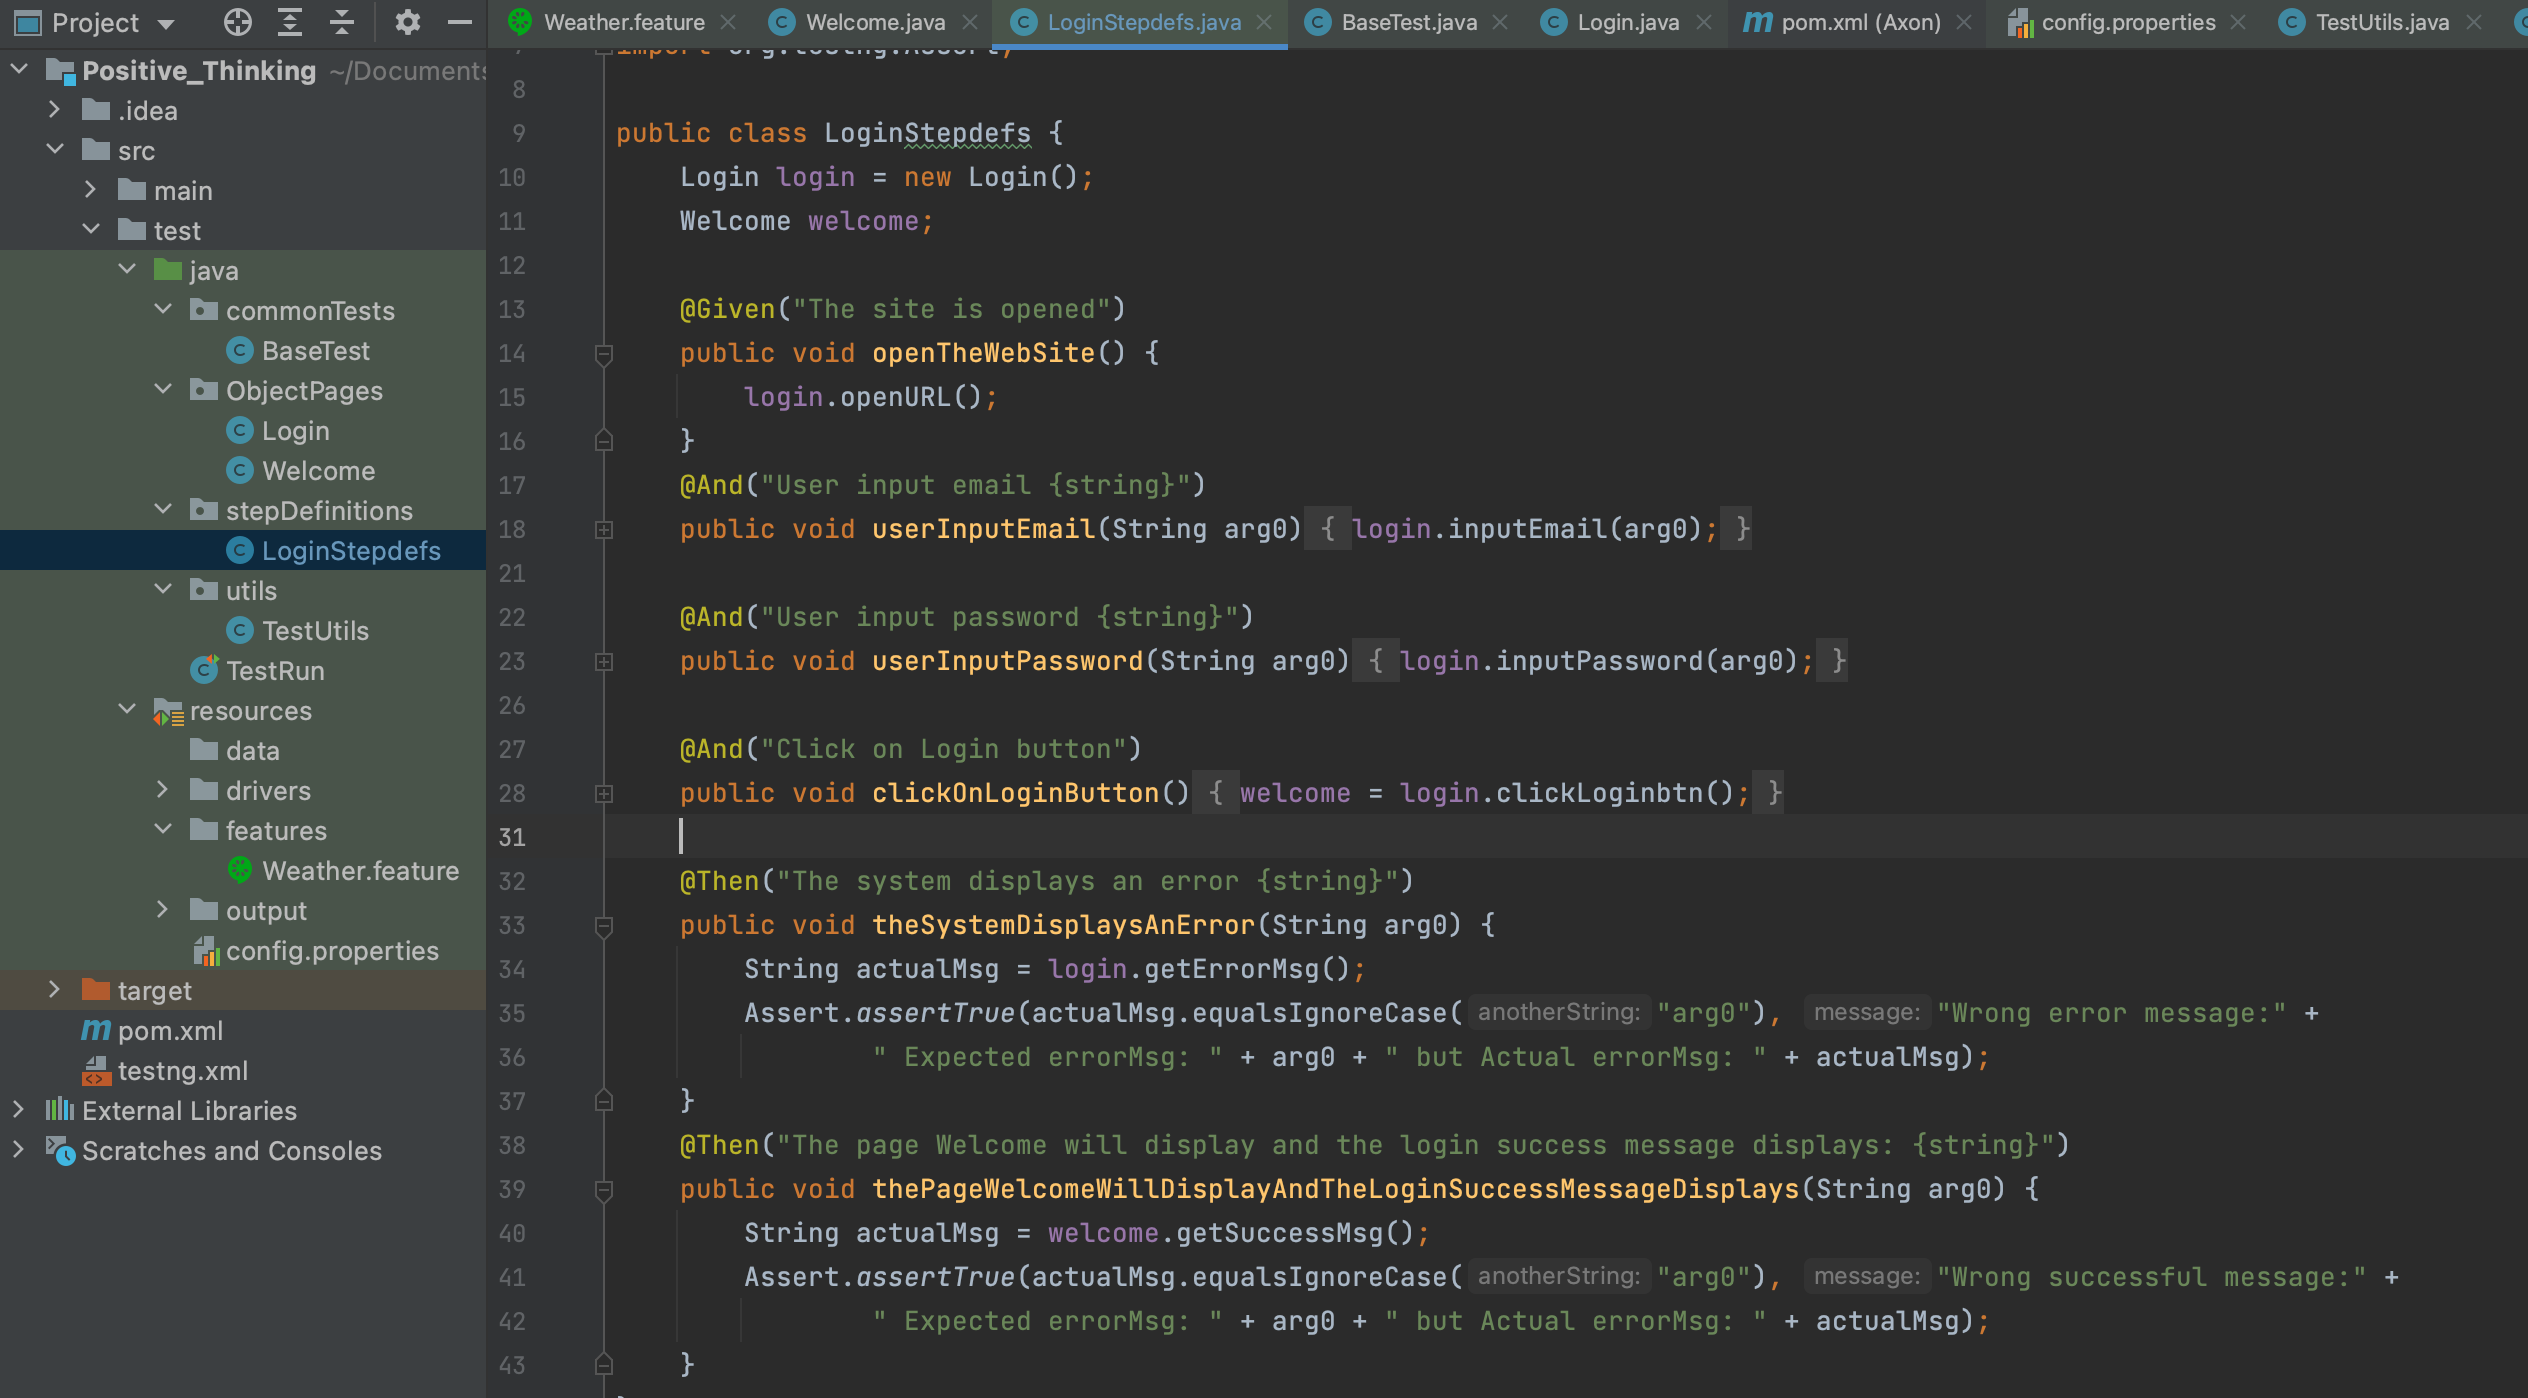 Project
Weather.feature
Welcome.java
LoginStepdefs.java
BaseTest.java
Login.java
pom.xml (Axon)
config.properties
TestUtils.java
Positive_Thinking ~/Documents
.idea
src
main
test
java
commonTests
BaseTest
ObjectPages
Login
Welcome
stepDefinitions
LoginStepdefs
utils
TestUtils
TestRun
resources
data
drivers
features
Weather.feature
output
config.properties
target
pom.xml
testng.xml
External Libraries
Scratches and Consoles
7 import org.testng.Assert;
8
9 public class LoginStepdefs {
10 Login login = new Login();
11 Welcome welcome;
12
13 @Given("The site is opened")
14 public void openTheWebSite() {
15 login.openURL();
16 }
17 @And("User input email {string}")
18 public void userInputEmail(String arg0) { login.inputEmail(arg0); }
21
22 @And("User input password {string}")
23 public void userInputPassword(String arg0) { login.inputPassword(arg0); }
26
27 @And("Click on Login button")
28 public void clickOnLoginButton() { welcome = login.clickLoginbtn(); }
31
32 @Then("The system displays an error {string}")
33 public void theSystemDisplaysAnError(String arg0) {
34 String actualMsg = login.getErrorMsg();
35 Assert.assertTrue(actualMsg.equalsIgnoreCase( anotherString: "arg0"), message: "Wrong error message:" +
36 " Expected errorMsg: " + arg0 + " but Actual errorMsg: " + actualMsg);
37 }
38 @Then("The page Welcome will display and the login success message displays: {string}")
39 public void thePageWelcomeWillDisplayAndTheLoginSuccessMessageDisplays(String arg0) {
40 String actualMsg = welcome.getSuccessMsg();
41 Assert.assertTrue(actualMsg.equalsIgnoreCase( anotherString: "arg0"), message: "Wrong successful message:" +
42 " Expected errorMsg: " + arg0 + " but Actual errorMsg: " + actualMsg);
43 }